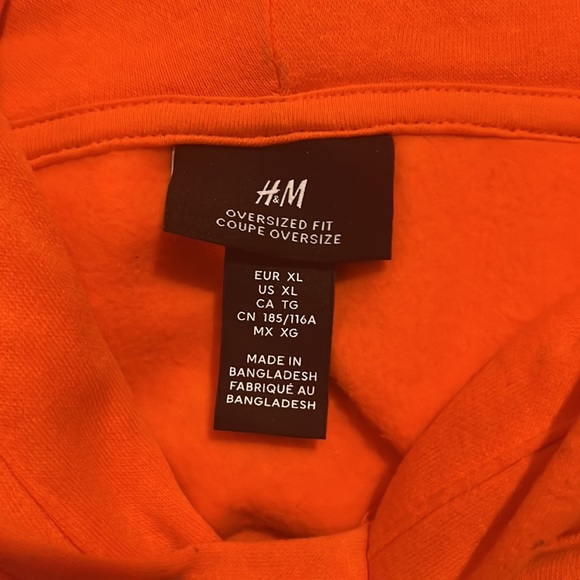 H&M
OVERSIZED FIT
COUPE OVERSIZE
EUR XL
US XL
CA TG
CN 185/116A
MX XG
MADE IN
BANGLADESH
FABRIQUÉ AU
BANGLADESH